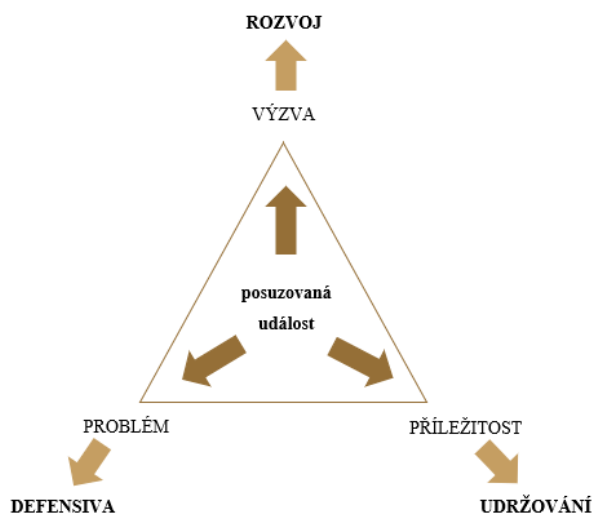 ROZVOJ
VÝZVA
posuzovaná
událost
PROBLÉM
PŘÍLEŽITOST
DEFENSIVA
UDRŽOVÁNÍ